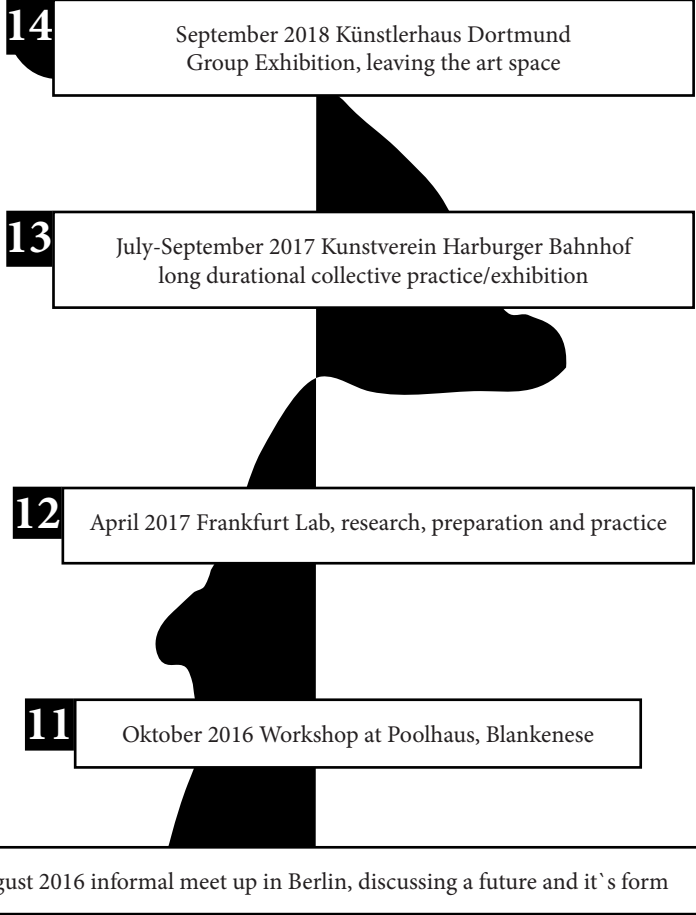 14
September 2018 Künstlerhaus Dortmund
Group Exhibition, leaving the art space
13
July-September 2017 Kunstverein Harburger Bahnhof
long durational collective practice/exhibition
12
April 2017 Frankfurt Lab, research, preparation and practice
11
Oktober 2016 Workshop at Poolhaus, Blankenese
2016 informal meet up in Berlin, discussing a future and it`s form